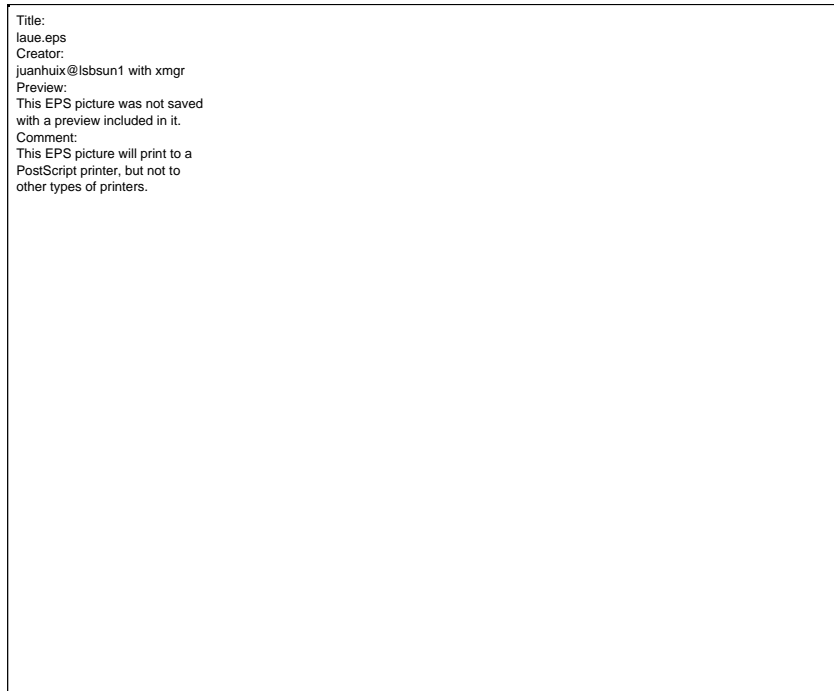 Title:
laue.eps
Creator:
juanhuix@lsbsun1 with xmgr
Preview:
This EPS picture was not saved
with a preview included in it.
Comment:
This EPS picture will print to a
PostScript printer, but not to
other types of printers.